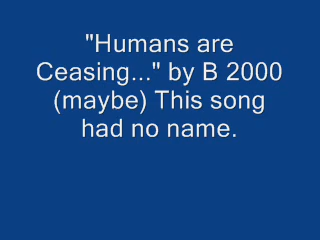 "Humans are
Ceasing..." by B 2000
(maybe) This song
had no name.